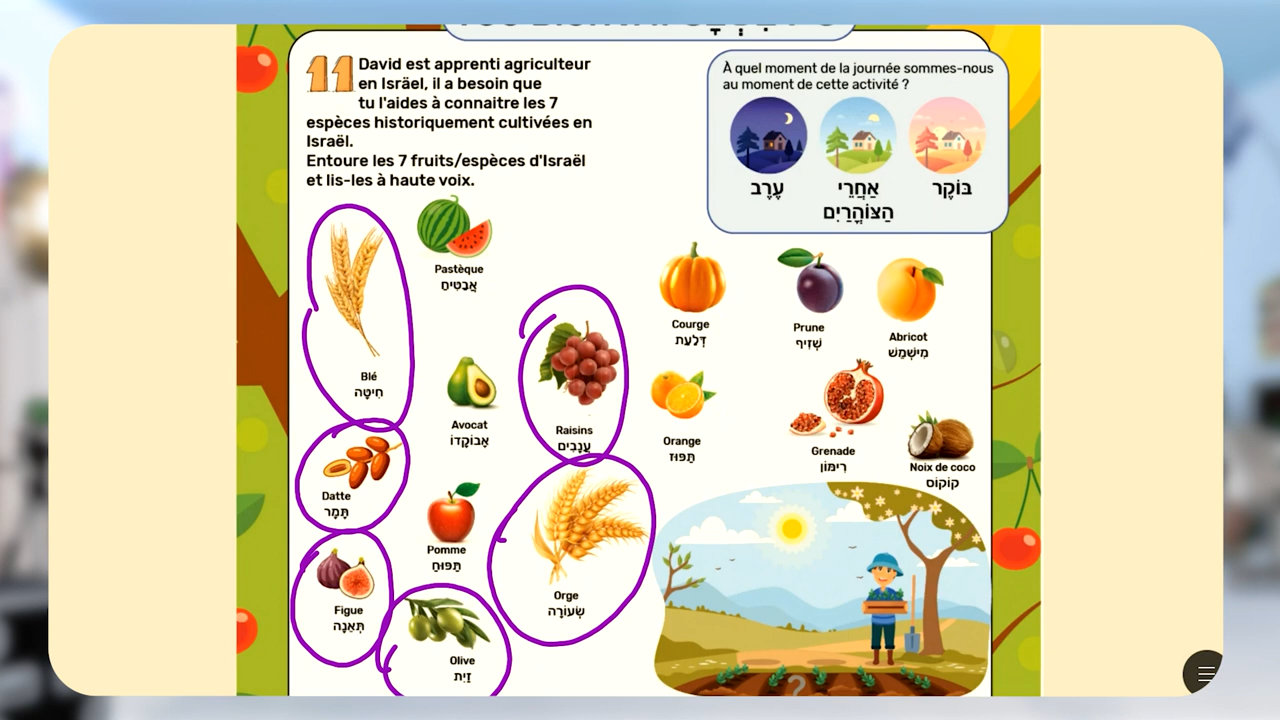 11
David est apprenti agriculteur
en Israël, il a besoin que
tu l'aides à connaitre les 7
espèces historiquement cultivées en
Israël.
Entoure les 7 fruits/espèces d'Israël
et lis-les à haute voix.
À quel moment de la journée sommes-nous
au moment de cette activité ?
עֶרֶב
אַחֲרֵי
הַצּוֹהֳרַיִם
בּוֹקֶר
Pastèque
אֲבַטִּיחַ
Blé
חִיטָּה
Avocat
אָבוֹקָדוֹ
Raisins
עֲנָבִים
Courge
דְּלַעַת
Prune
שְׁזִיף
Abricot
מִישְׁמֵשׁ
Orange
תַּפּוּז
Grenade
רִימּוֹן
Noix de coco
קוֹקוֹס
Datte
תָּמָר
Pomme
תַּפּוּחַ
Orge
שְׂעוֹרָה
Figue
תְּאֵנָה
Olive
זַיִת
?